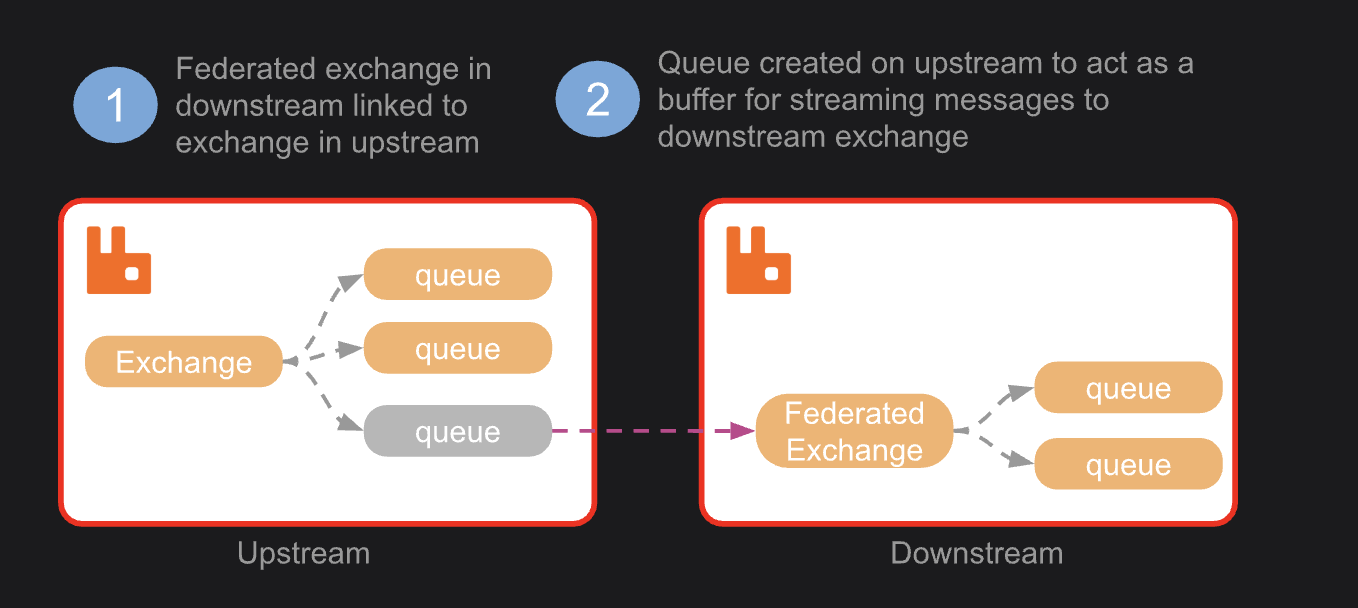 1
Federated exchange in
downstream linked to
exchange in upstream
2
Queue created on upstream to act as a
buffer for streaming messages to
downstream exchange
Exchange
queue
queue
queue
Upstream
Federated
Exchange
queue
queue
Downstream